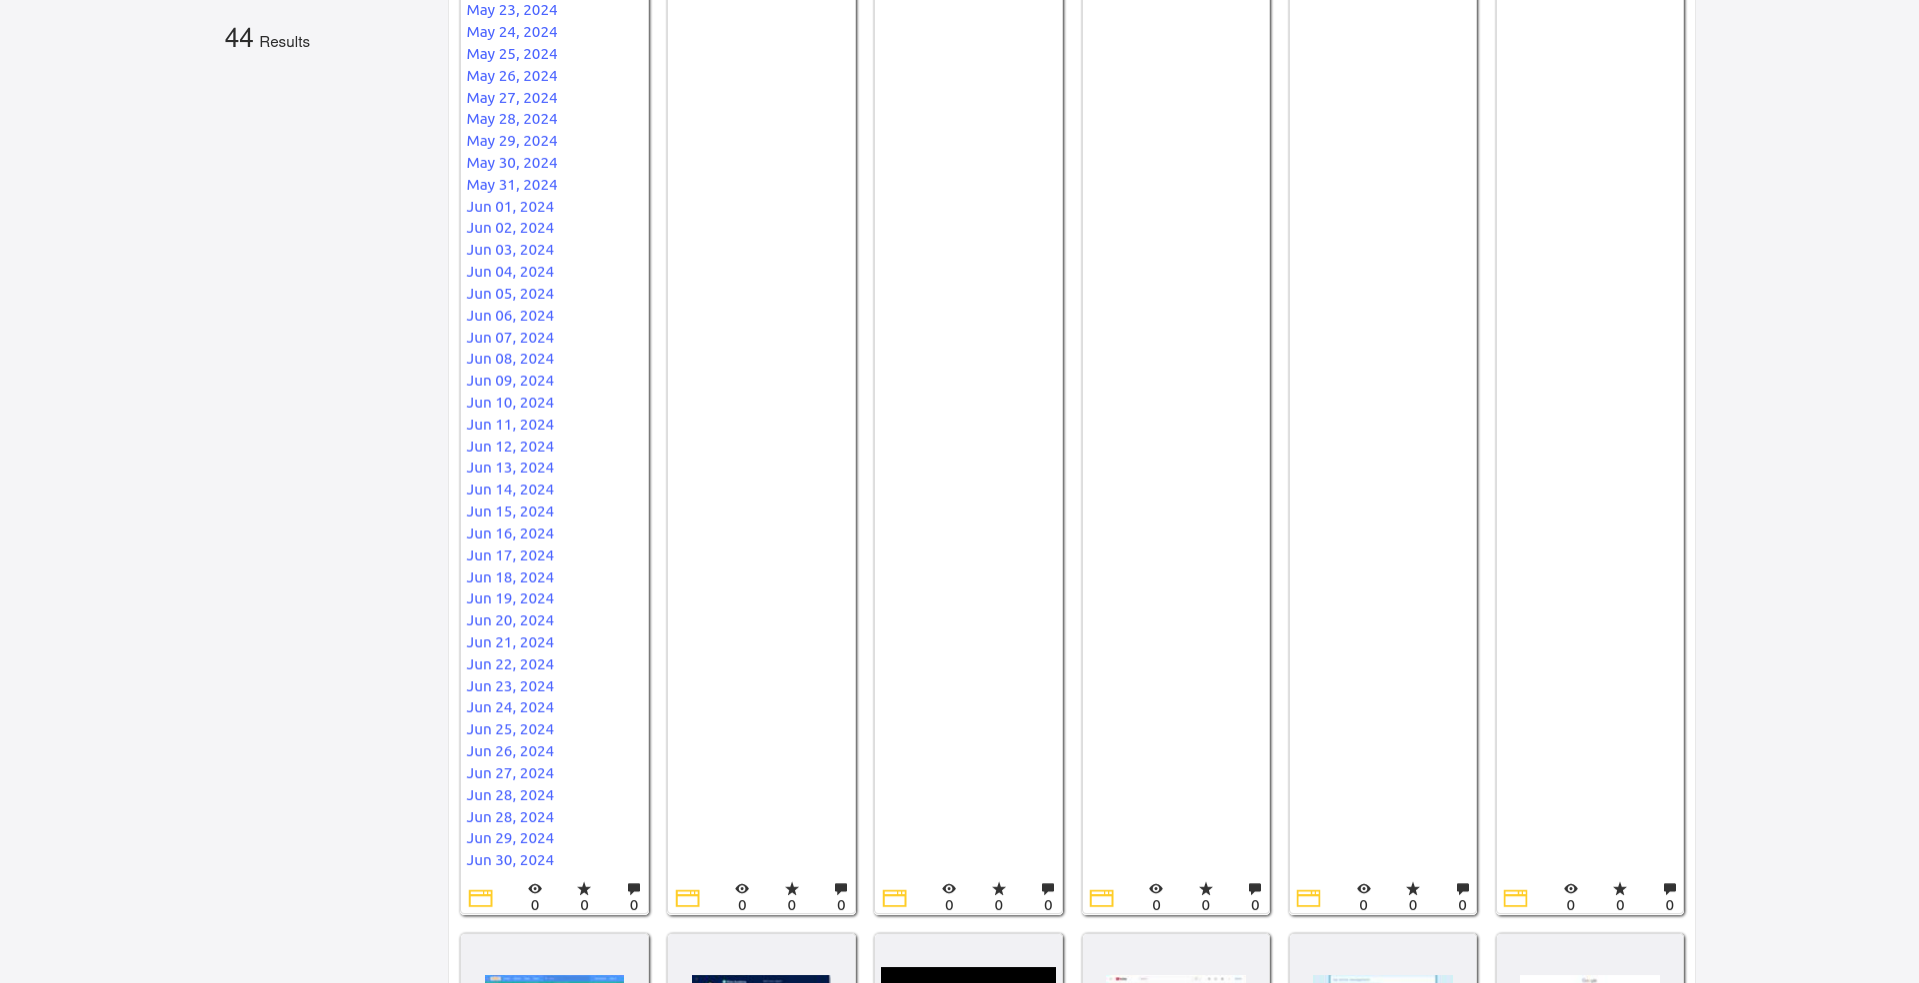 44 Results
May 23, 2024
May 24, 2024
May 25, 2024
May 26, 2024
May 27, 2024
May 28, 2024
May 29, 2024
May 30, 2024
May 31, 2024
Jun 01, 2024
Jun 02, 2024
Jun 03, 2024
Jun 04, 2024
Jun 05, 2024
Jun 06, 2024
Jun 07, 2024
Jun 08, 2024
Jun 09, 2024
Jun 10, 2024
Jun 11, 2024
Jun 12, 2024
Jun 13, 2024
Jun 14, 2024
Jun 15, 2024
Jun 16, 2024
Jun 17, 2024
Jun 18, 2024
Jun 19, 2024
Jun 20, 2024
Jun 21, 2024
Jun 22, 2024
Jun 23, 2024
Jun 24, 2024
Jun 25, 2024
Jun 26, 2024
Jun 27, 2024
Jun 28, 2024
Jun 28, 2024
Jun 29, 2024
Jun 30, 2024
0 0 0 0 0 0 0 0 0 0 0 0 0 0 0 0 0 0